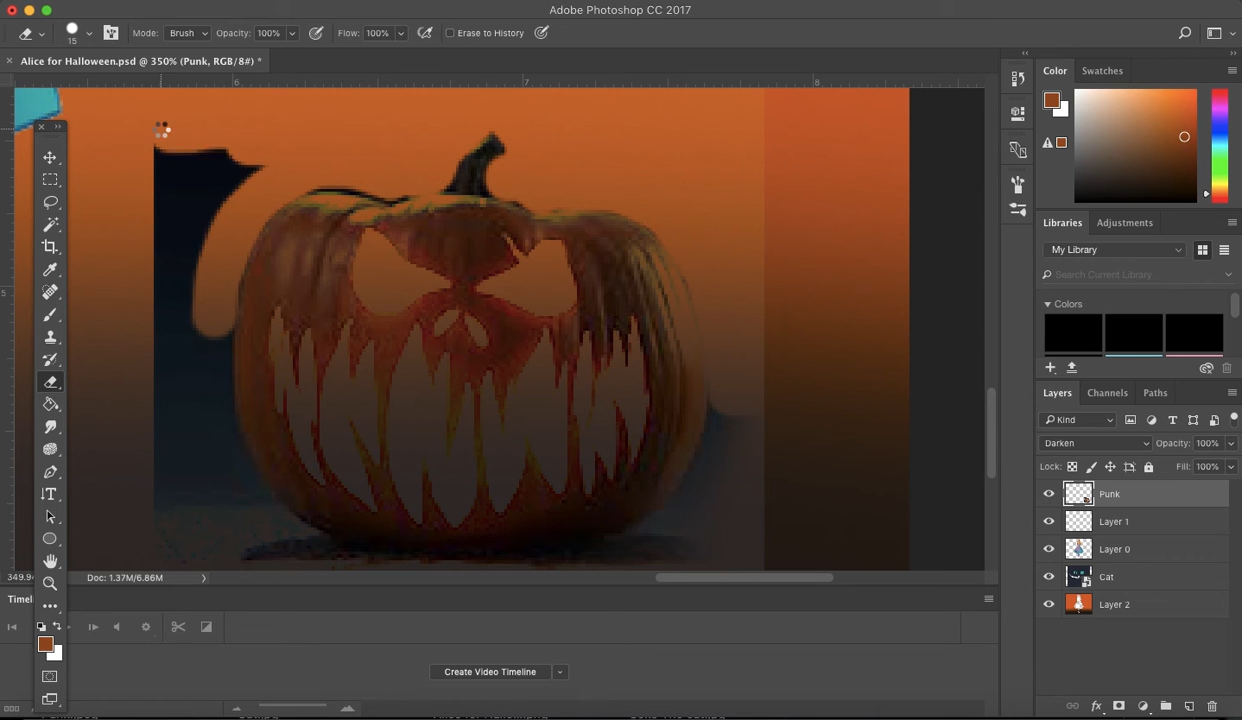 Adobe Photoshop CC 2017
15 Mode: Brush Opacity: 100% Flow: 100% Erase to History
Alice for Halloween.psd @ 350% (Punk, RGB/8#) *
6 7 8
5
Color Swatches
Libraries Adjustments
My Library
Search Current Library
Colors
Layers Channels Paths
Kind
Darken Opacity: 100%
Lock: Fill: 100%
Punk
Layer 1
Layer 0
Cat
Layer 2
Doc: 1.37M/6.86M
Create Video Timeline